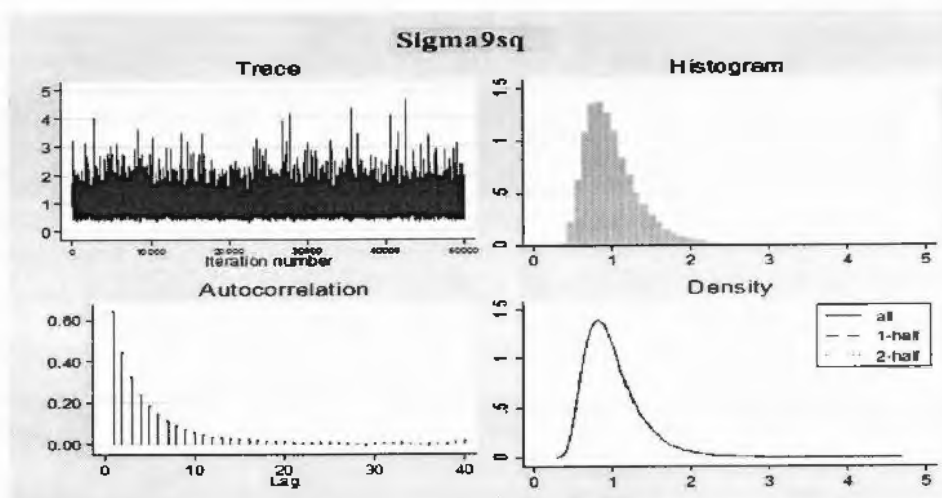 Sigma9sq
Trace
5
4
3
2
1
0
0 10000 20000 30000 40000 50000
Iteration number
Histogram
1.5
1
.5
0
0 1 2 3 4 5
Autocorrelation
0.60
0.40
0.20
0.00
0 10 20 30 40
Lag
Density
1.5
1
.5
0
0 1 2 3 4 5
all
1-half
2-half